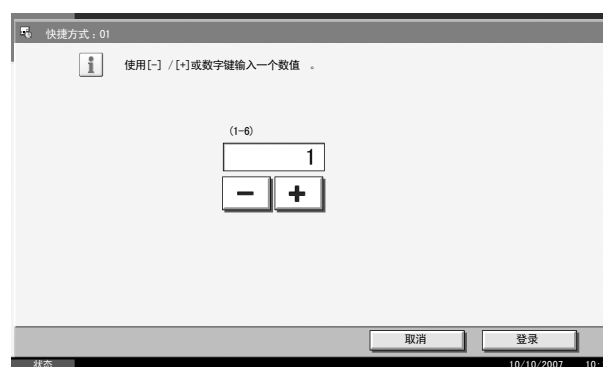 快捷方式：01
使用[-] /[+]或数字键输入一个数值 。
(1-6)
1
取消 登录
状态 10/10/2007 10: